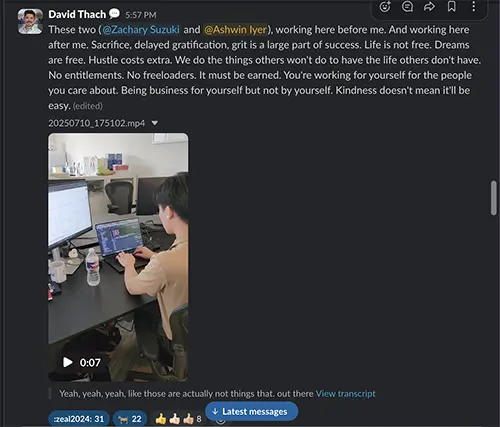 David Thach 5:57 PM
These two (@Zachary Suzuki and @Ashwin Iyer), working here before me. And working here
after me. Sacrifice, delayed gratification, grit is a large part of success. Life is not free. Dreams
are free. Hustle costs extra. We do the things others won't do to have the life others don't have.
No entitlements. No freeloaders. It must be earned. You're working for yourself for the people
you care about. Being business for yourself but not by yourself. Kindness doesn't mean it'll be
easy. (edited)
20250710_175102.mp4
0:07
Yeah, yeah, yeah, like those are actually not things that. out there View transcript
:zeal2024: 31
22
8
Latest messages